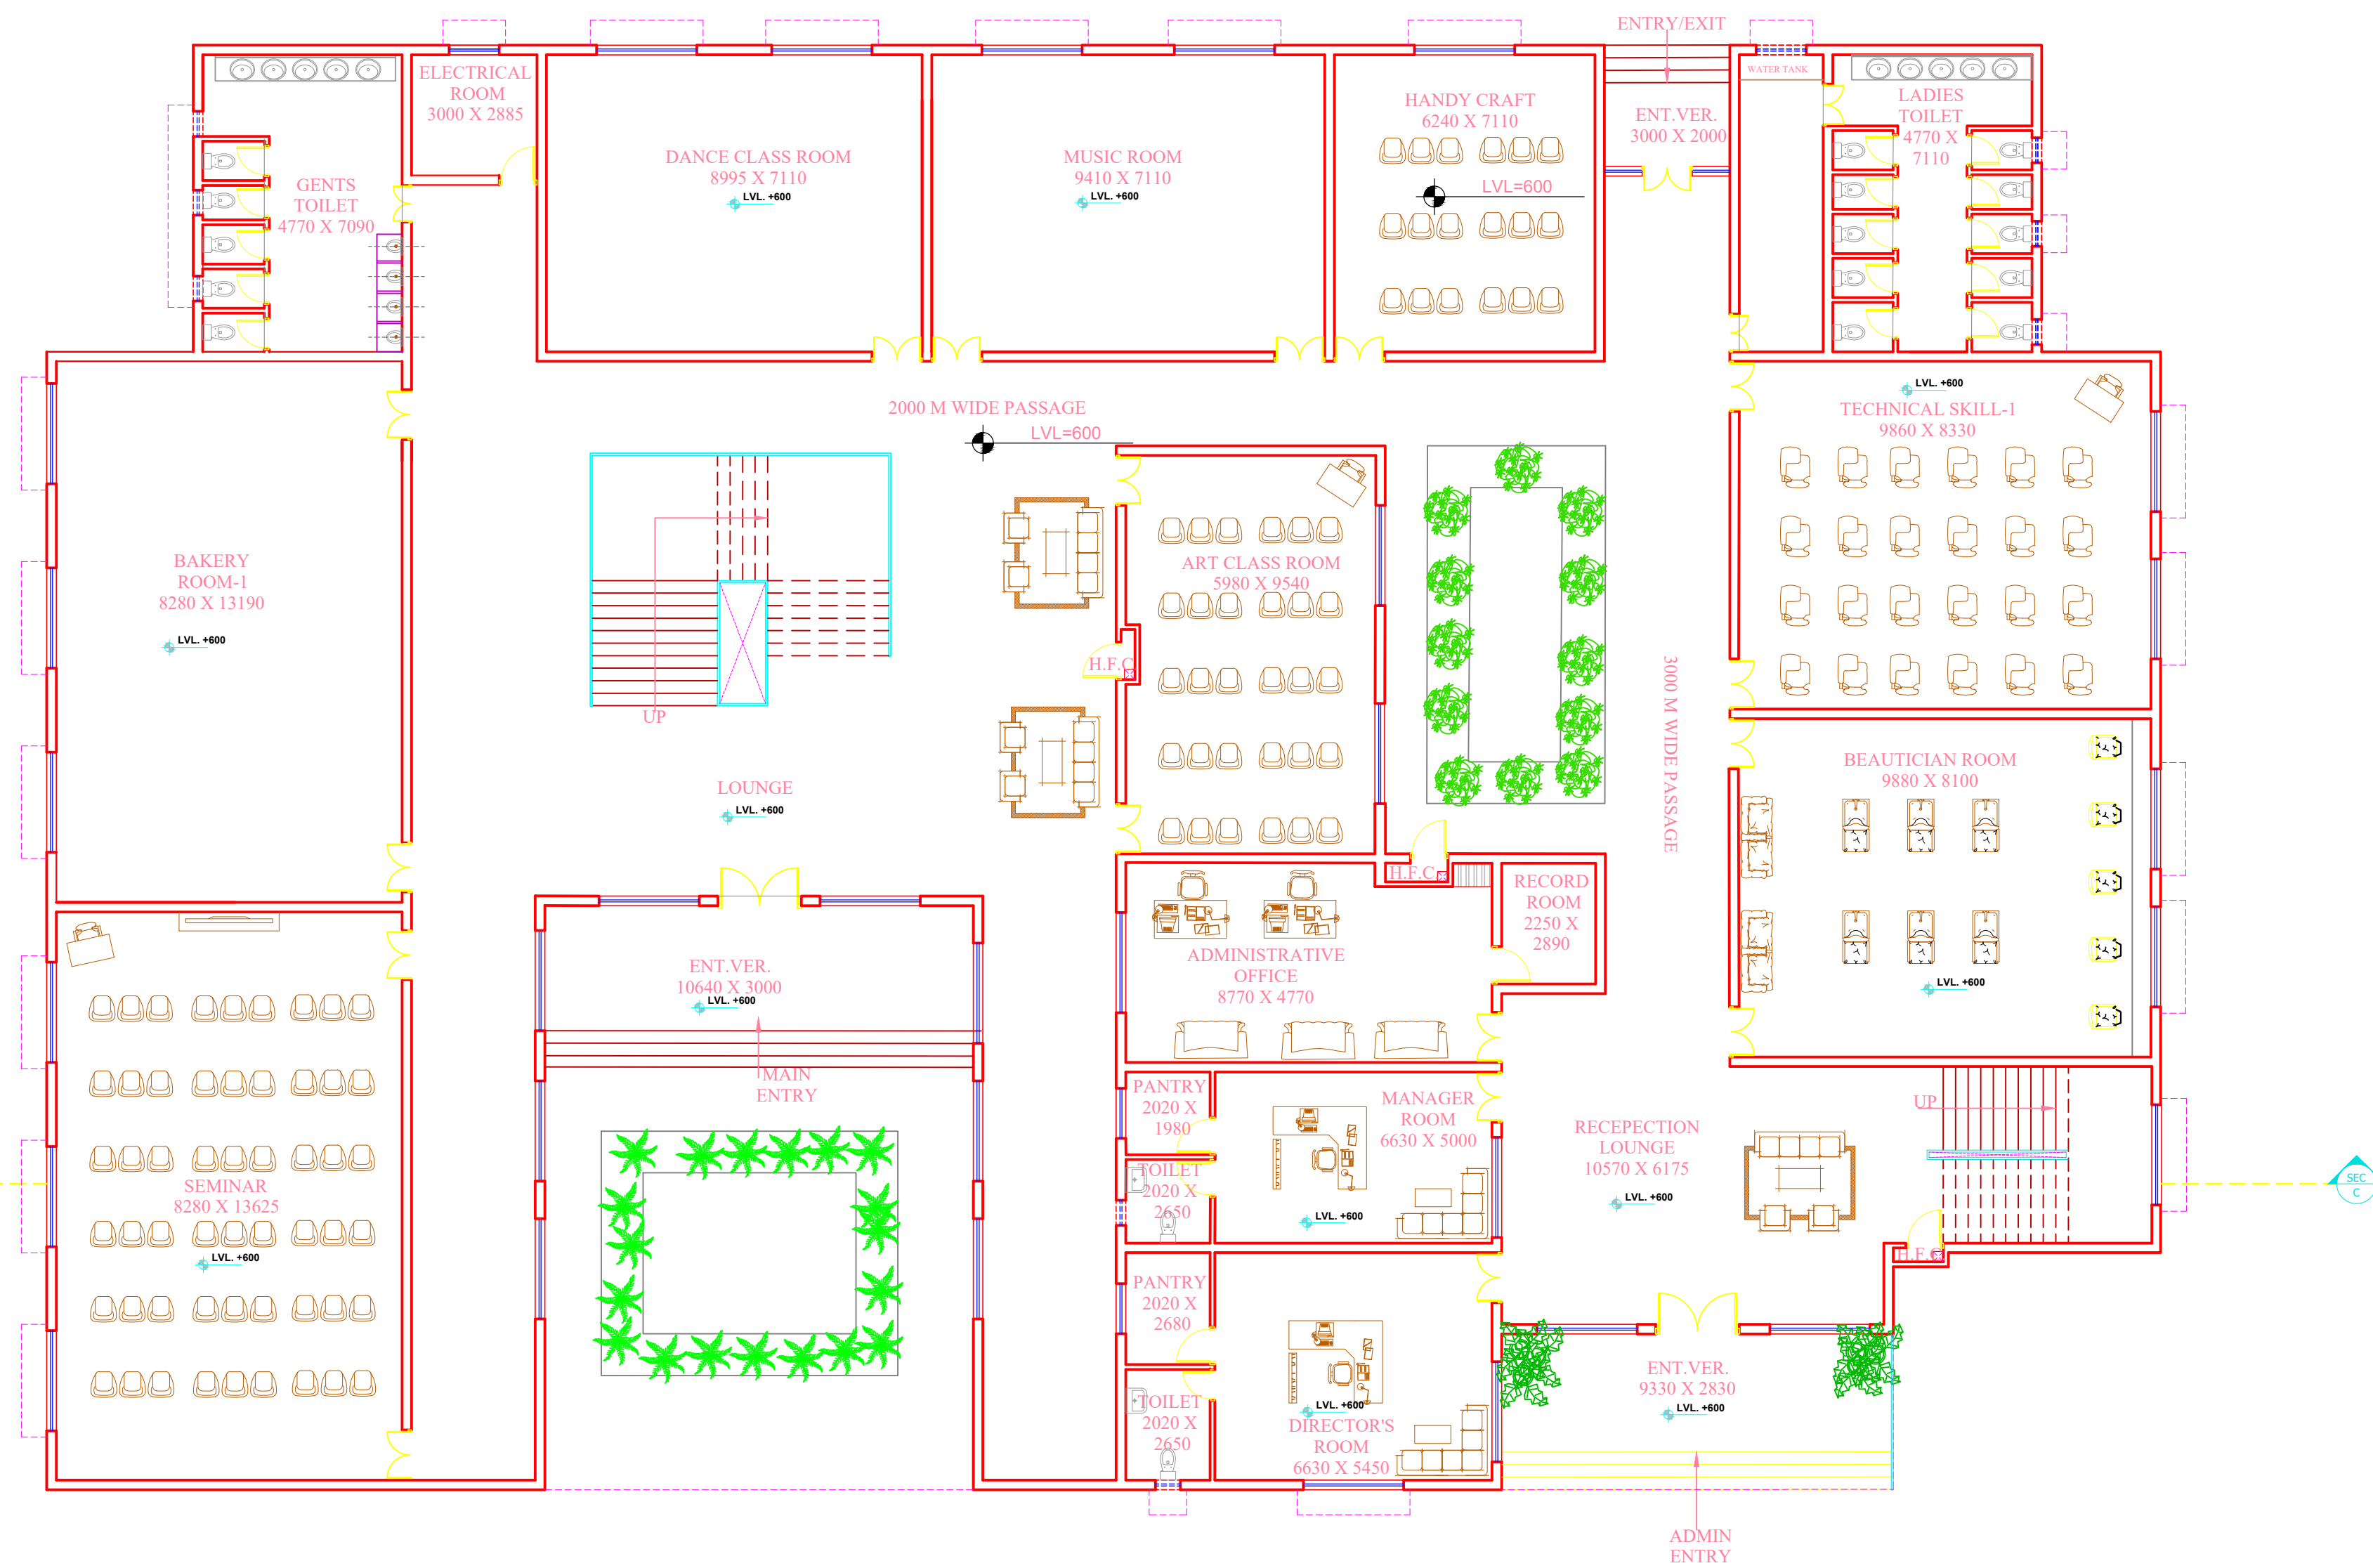 ENTRY/EXIT
ELECTRICAL
ROOM
3000 X 2885
WATER TANK
HANDY CRAFT
6240 X 7110
ENT.VER.
3000 X 2000
LADIES
TOILET
4770 X
7110
DANCE CLASS ROOM
8995 X 7110
LVL. +600
MUSIC ROOM
9410 X 7110
LVL. +600
LVL=600
GENTS
TOILET
4770 X 7090
2000 M WIDE PASSAGE
LVL=600
LVL. +600
TECHNICAL SKILL-1
9860 X 8330
BAKERY
ROOM-1
8280 X 13190
LVL. +600
ART CLASS ROOM
5980 X 9540
H.F.C
UP
3000 M WIDE PASSAGE
LOUNGE
LVL. +600
BEAUTICIAN ROOM
9880 X 8100
LVL. +600
H.F.C.
RECORD
ROOM
2250 X
2890
ADMINISTRATIVE
OFFICE
8770 X 4770
ENT.VER.
10640 X 3000
LVL. +600
MAIN
ENTRY
PANTRY
2020 X
1980
MANAGER
ROOM
6630 X 5000
LVL. +600
RECEPECTION
LOUNGE
10570 X 6175
LVL. +600
UP
TOILET
2020 X
2650
SEMINAR
8280 X 13625
LVL. +600
SEC
C
H.F.C
PANTRY
2020 X
2680
TOILET
2020 X
2650
LVL. +600
DIRECTOR'S
ROOM
6630 X 5450
ENT.VER.
9330 X 2830
LVL. +600
ADMIN
ENTRY